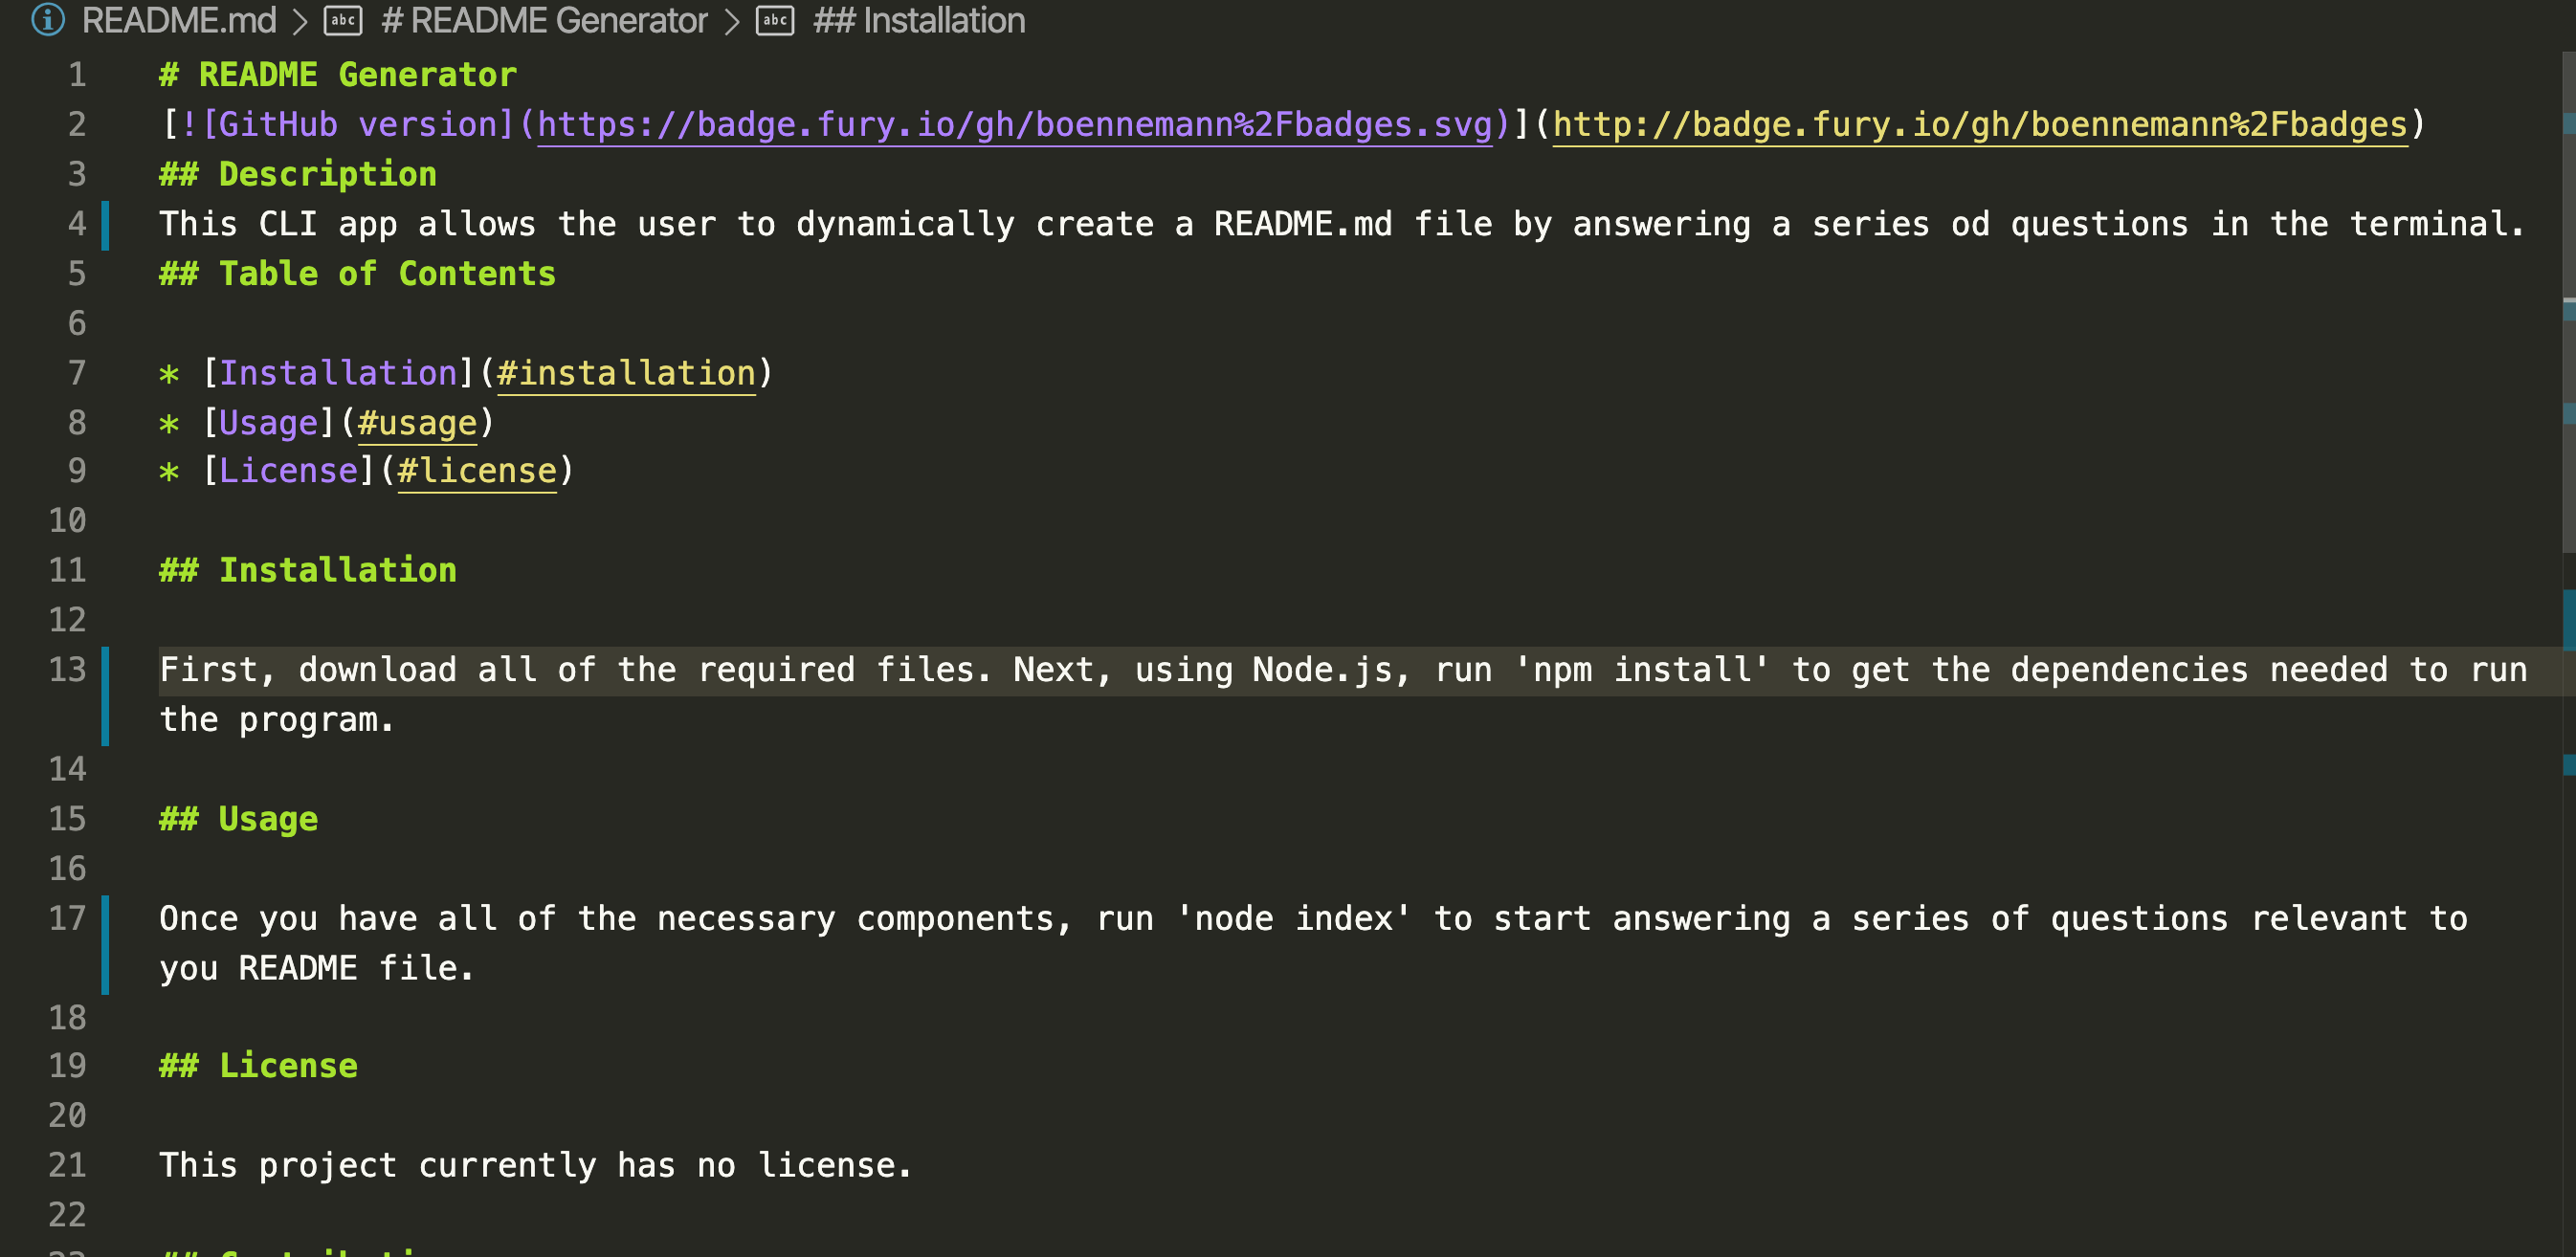 README.md > abc # README Generator > abc ## Installation
1 # README Generator
2 [![GitHub version](https://badge.fury.io/gh/boennemann%2Fbadges.svg)](http://badge.fury.io/gh/boennemann%2Fbadges)
3 ## Description
4 This CLI app allows the user to dynamically create a README.md file by answering a series od questions in the terminal.
5 ## Table of Contents
6
7 * [Installation](#installation)
8 * [Usage](#usage)
9 * [License](#license)
10
11 ## Installation
12
13 First, download all of the required files. Next, using Node.js, run 'npm install' to get the dependencies needed to run
the program.
14
15 ## Usage
16
17 Once you have all of the necessary components, run 'node index' to start answering a series of questions relevant to
you README file.
18
19 ## License
20
21 This project currently has no license.
22